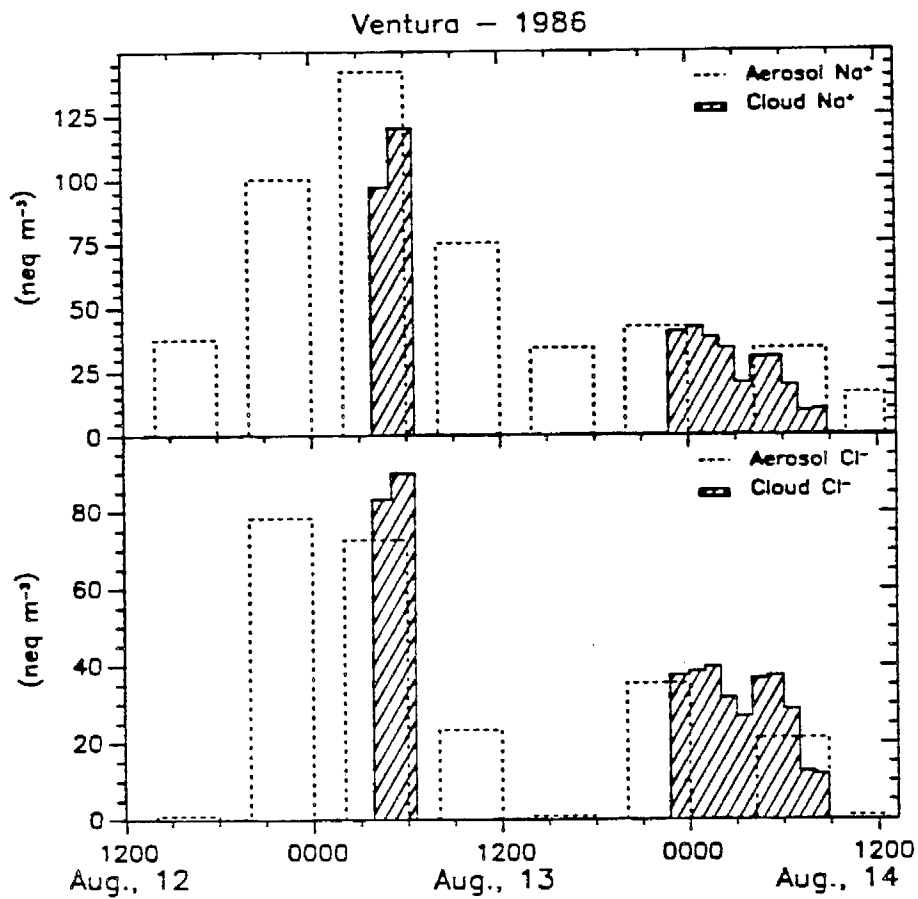 Ventura – 1986
Aerosol Na⁺
Cloud Na⁺
125
100
75
50
25
0
(neq m⁻³)
Aerosol Cl⁻
Cloud Cl⁻
80
60
40
20
0
(neq m⁻³)
1200 0000 1200 0000 1200
Aug., 12 Aug., 13 Aug., 14